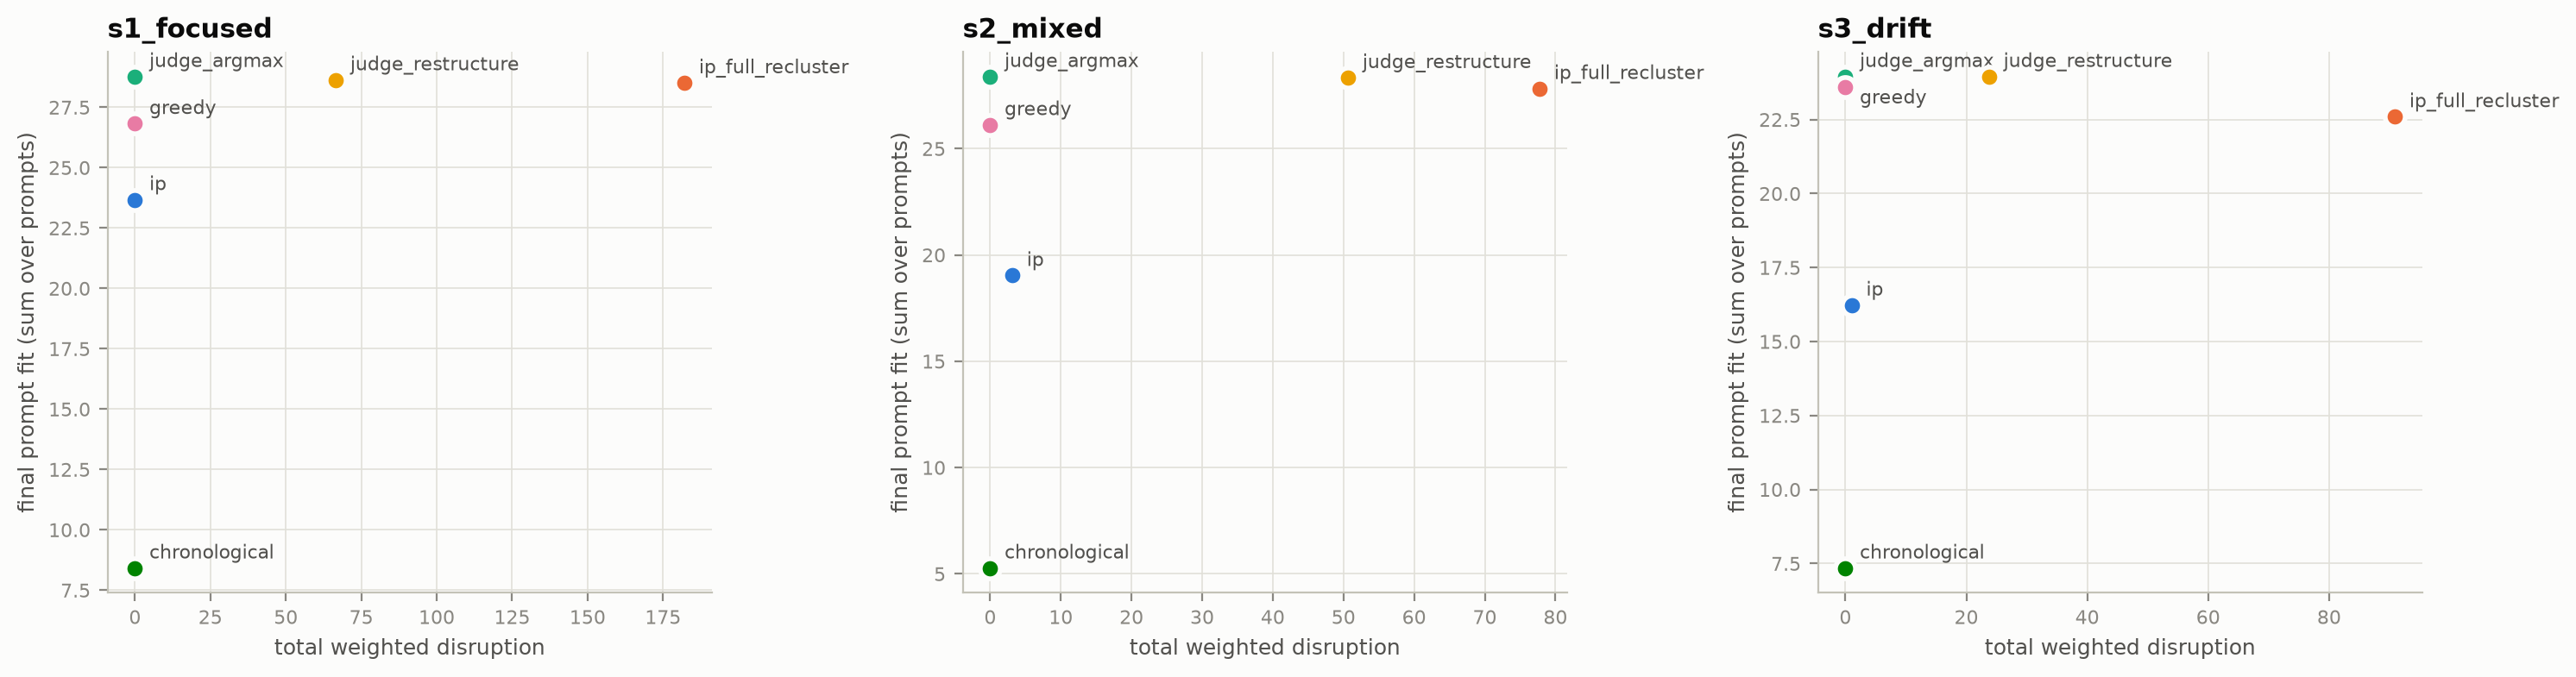 s1_focused
judge_argmax
judge_restructure
ip_full_recluster
greedy
ip
chronological
27.5
25.0
22.5
20.0
17.5
15.0
12.5
10.0
7.5
final prompt fit (sum over prompts)
0 25 50 75 100 125 150 175
total weighted disruption
s2_mixed
judge_argmax
judge_restructure
ip_full_recluster
greedy
ip
chronological
25
20
15
10
5
final prompt fit (sum over prompts)
0 10 20 30 40 50 60 70 80
total weighted disruption
s3_drift
judge_argmax
judge_restructure
greedy
ip_full_recluster
ip
chronological
22.5
20.0
17.5
15.0
12.5
10.0
7.5
final prompt fit (sum over prompts)
0 20 40 60 80
total weighted disruption